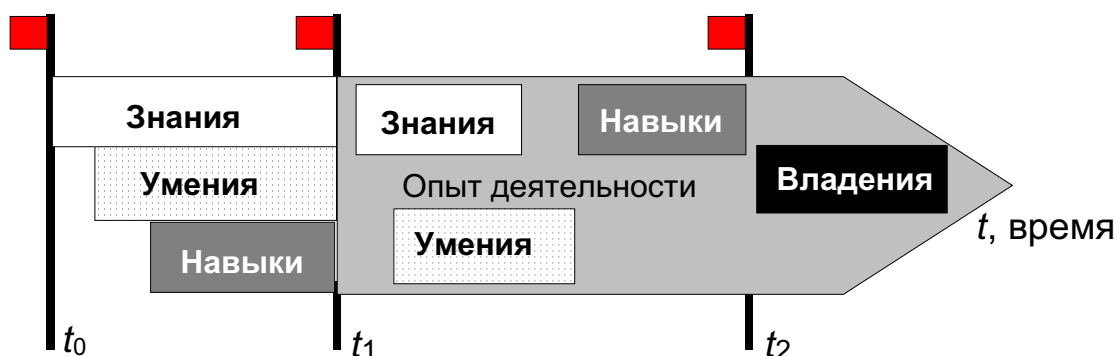 Знания
Знания
Навыки
Умения
Опыт деятельности
Владения
Умения
Навыки
t, время
t0
t1
t2